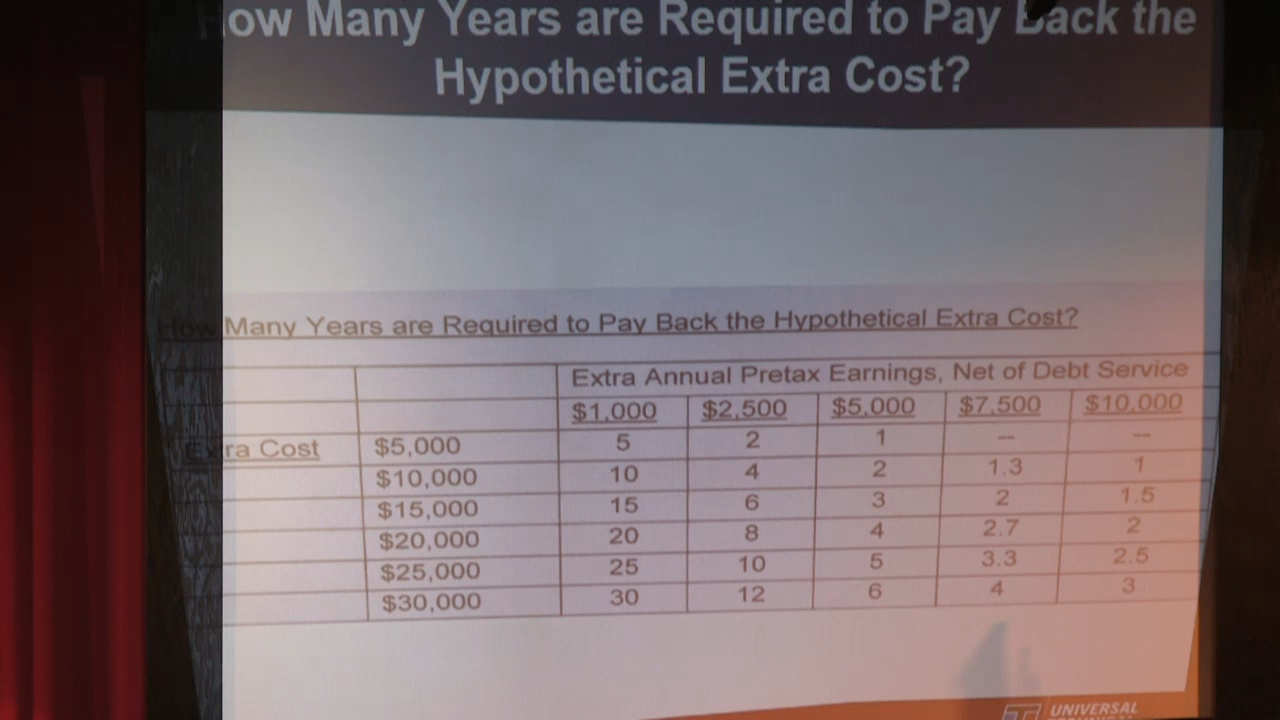 How Many Years are Required to Pay Back the
Hypothetical Extra Cost?
How Many Years are Required to Pay Back the Hypothetical Extra Cost?
Extra Annual Pretax Earnings, Net of Debt Service
$1,000 $2,500 $5,000 $7,500 $10,000
Extra Cost $5,000 5 2 1 -- --
$10,000 10 4 2 1.3 1
$15,000 15 6 3 2 1.5
$20,000 20 8 4 2.7 2
$25,000 25 10 5 3.3 2.5
$30,000 30 12 6 4 3
UNIVERSAL